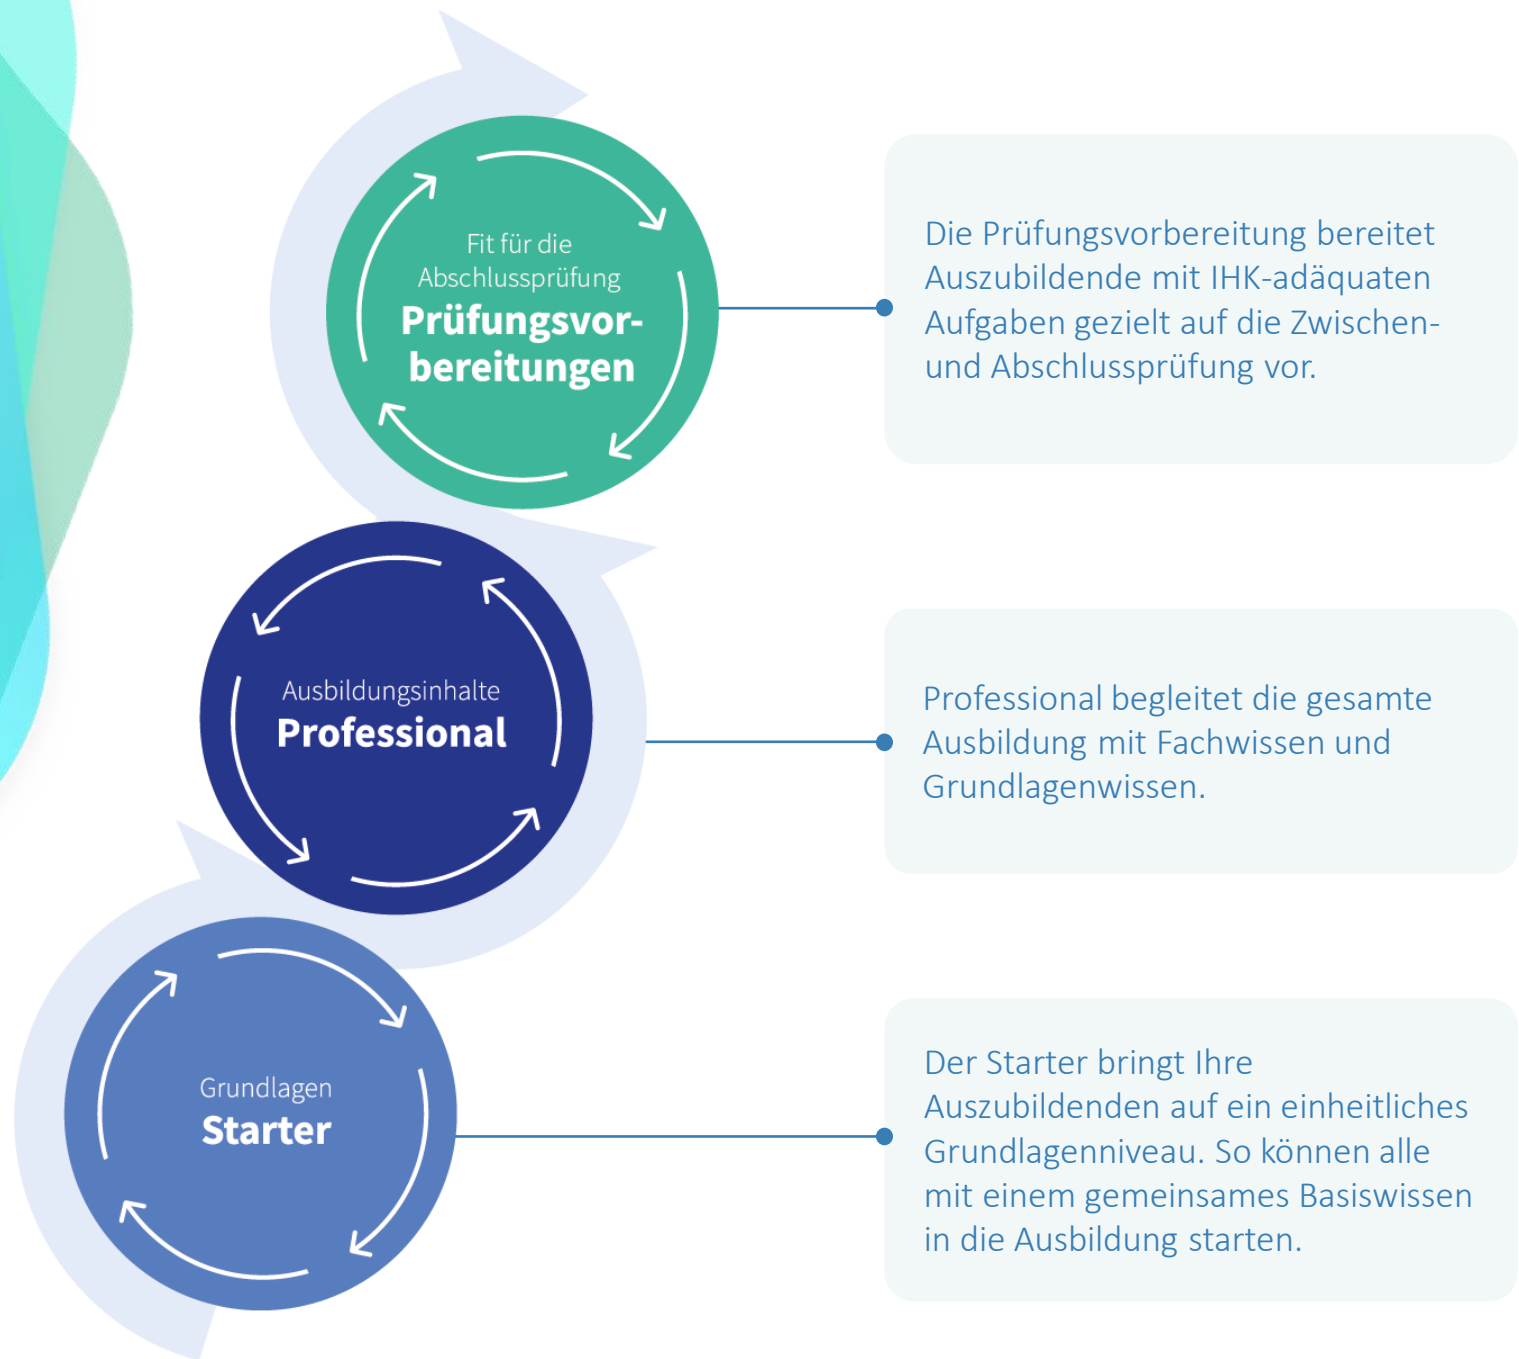 Fit für die
Abschlussprüfung
Prüfungsvor-
bereitungen
Die Prüfungsvorbereitung bereitet
Auszubildende mit IHK-adäquaten
Aufgaben gezielt auf die Zwischen-
und Abschlussprüfung vor.
Ausbildungsinhalte
Professional
Professional begleitet die gesamte
Ausbildung mit Fachwissen und
Grundlagenwissen.
Grundlagen
Starter
Der Starter bringt Ihre
Auszubildenden auf ein einheitliches
Grundlagenniveau. So können alle
mit einem gemeinsames Basiswissen
in die Ausbildung starten.